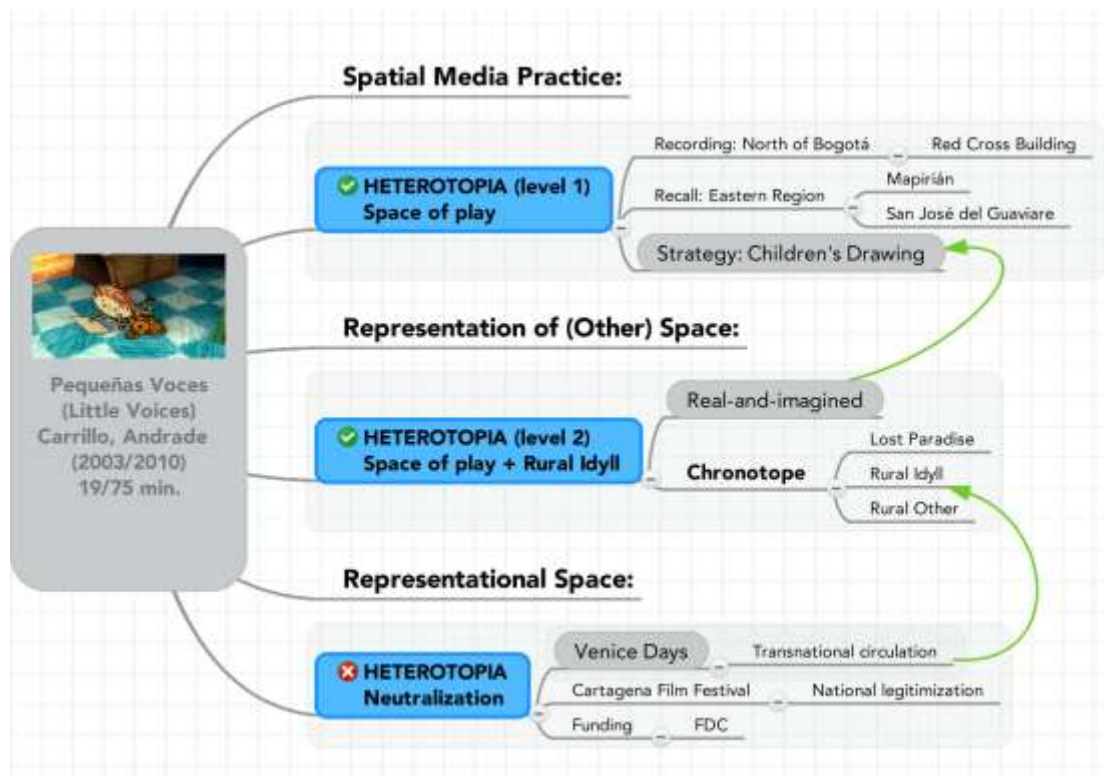 Spatial Media Practice:
Recording: North of Bogotá
Red Cross Building
HETEROTOPIA (level 1)
Space of play
Recall: Eastern Region
Mapirián
San José del Guaviare
Strategy: Children's Drawing
Representation of (Other) Space:
Pequeñas Voces
(Little Voices)
Carrillo, Andrade
(2003/2010)
19/75 min.
Real-and-imagined
HETEROTOPIA (level 2)
Space of play + Rural Idyll
Chronotope
Lost Paradise
Rural Idyll
Rural Other
Representational Space:
HETEROTOPIA
Neutralization
Venice Days
Transnational circulation
Cartagena Film Festival
National legitimization
Funding
FDC